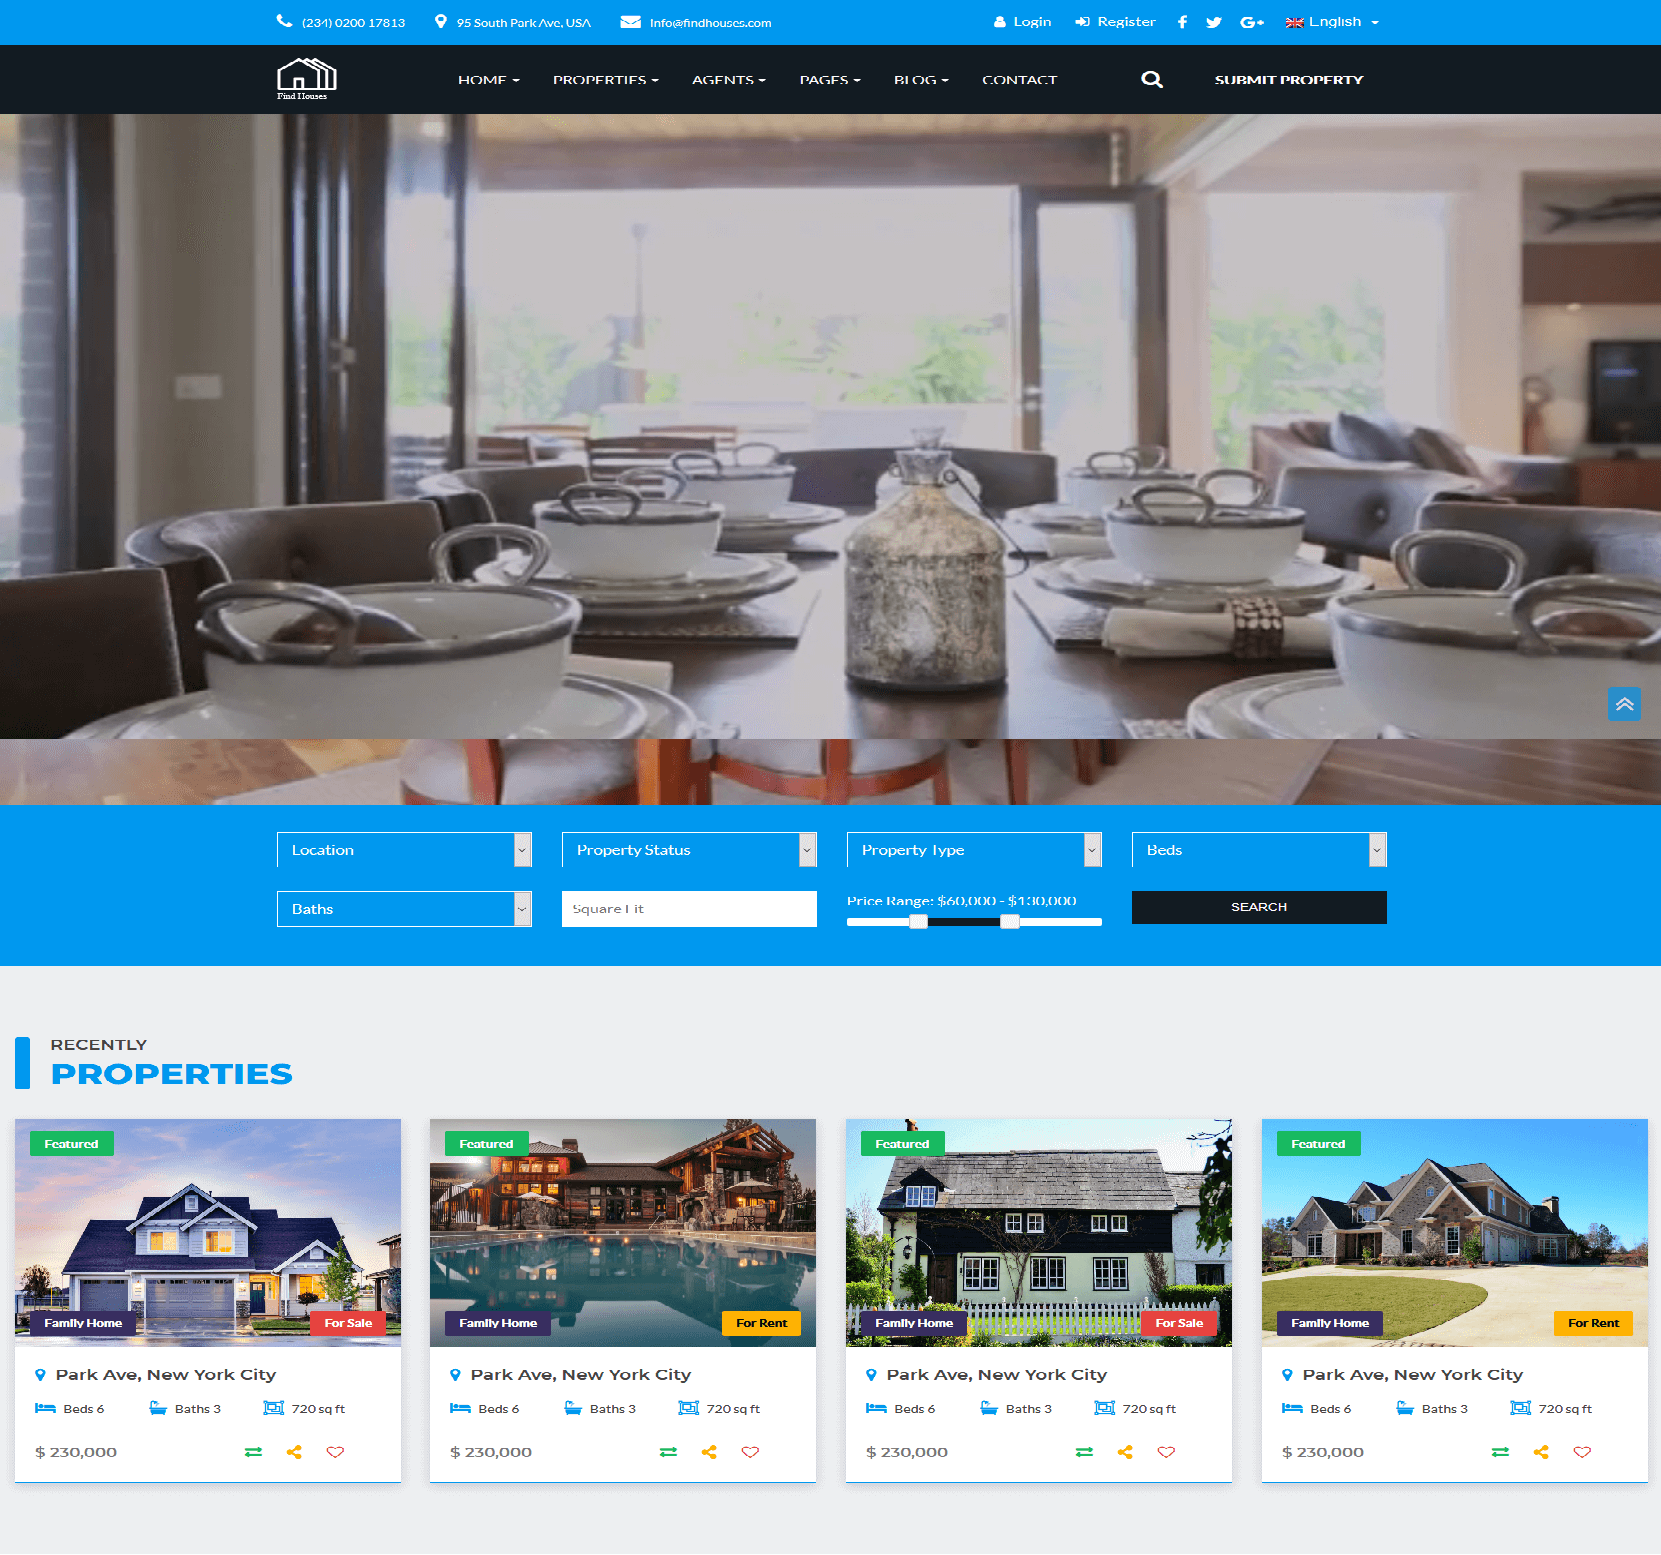 (234) 0200 17813 95 South Park Ave, USA info@findhouses.com Login Register English
Find Houses HOME PROPERTIES AGENTS PAGES BLOG CONTACT SUBMIT PROPERTY
Location Property Status Property Type Beds
Baths Square Fit Price Range: $60,000 - $130,000 SEARCH
RECENTLY
PROPERTIES
Featured Featured Featured Featured
Family Home For Sale Family Home For Rent Family Home For Sale Family Home For Rent
Park Ave, New York City Park Ave, New York City Park Ave, New York City Park Ave, New York City
Beds 6 Baths 3 720 sq ft Beds 6 Baths 3 720 sq ft Beds 6 Baths 3 720 sq ft Beds 6 Baths 3 720 sq ft
$ 230,000 $ 230,000 $ 230,000 $ 230,000